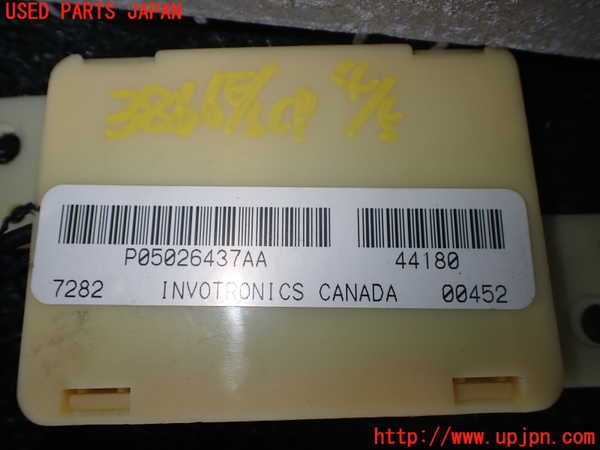 USED PARTS JAPAN
P05026437AA
44180
7282 INVOTRONICS CANADA 00452
http://www.upjpn.com